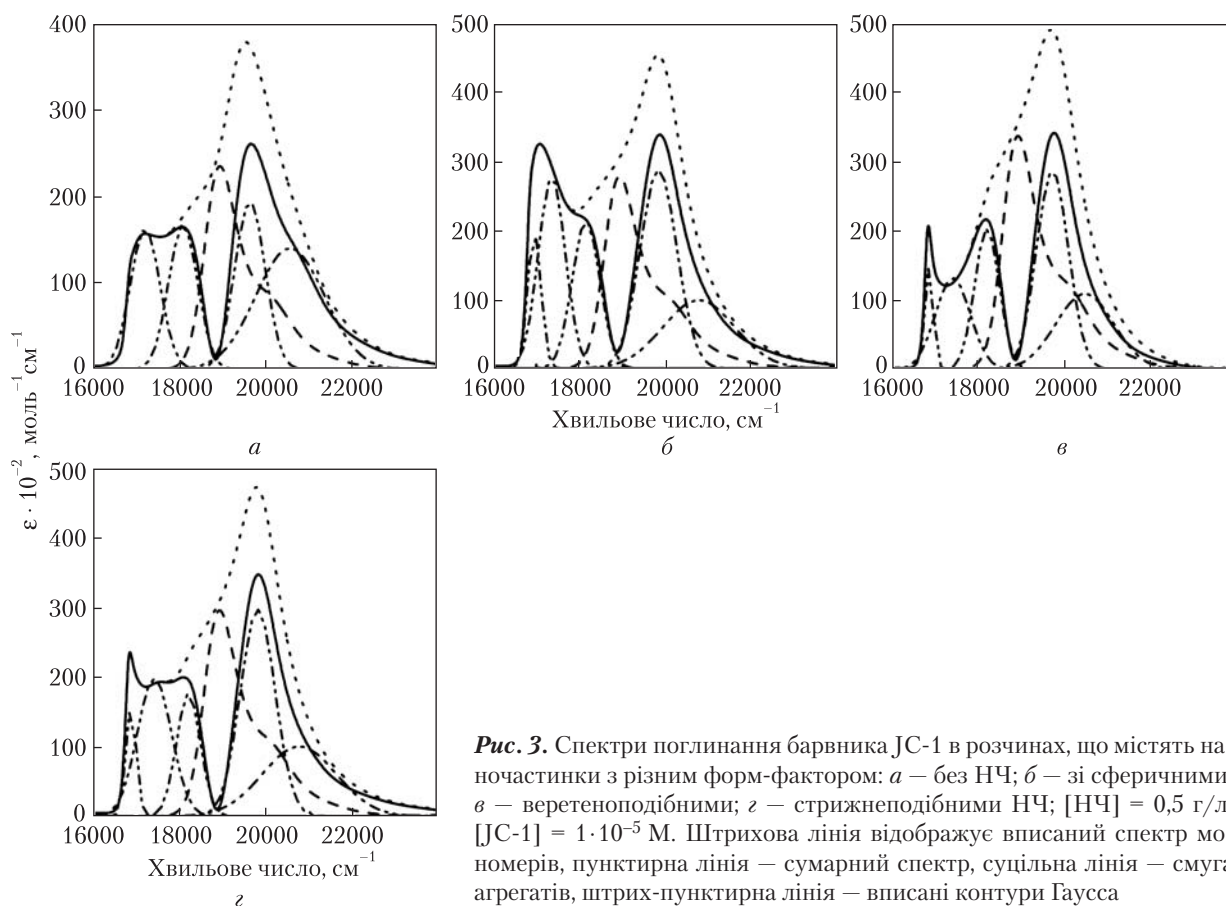 400
300
200
100
0
16000 18000 20000 22000
а
500
400
300
200
100
0
16000 18000 20000 22000
Хвильове число, см⁻¹
б
500
400
300
200
100
0
16000 18000 20000 22000
в
ε · 10⁻², моль⁻¹см⁻¹
500
400
300
200
100
0
16000 18000 20000 22000
Хвильове число, см⁻¹
г
Рис. 3. Спектри поглинання барвника JC-1 в розчинах, що містять на
ночастинки з різним форм-фактором: а — без НЧ; б — зі сферичними
в — веретеноподібними; г — стрижнеподібними НЧ; [НЧ] = 0,5 г/л
[JC-1] = 1·10⁻⁵ М. Штрихова лінія відображує вписаний спектр мо
номерів, пунктирна лінія — сумарний спектр, суцільна лінія — смуга
агрегатів, штрих-пунктирна лінія — вписані контури Гаусса